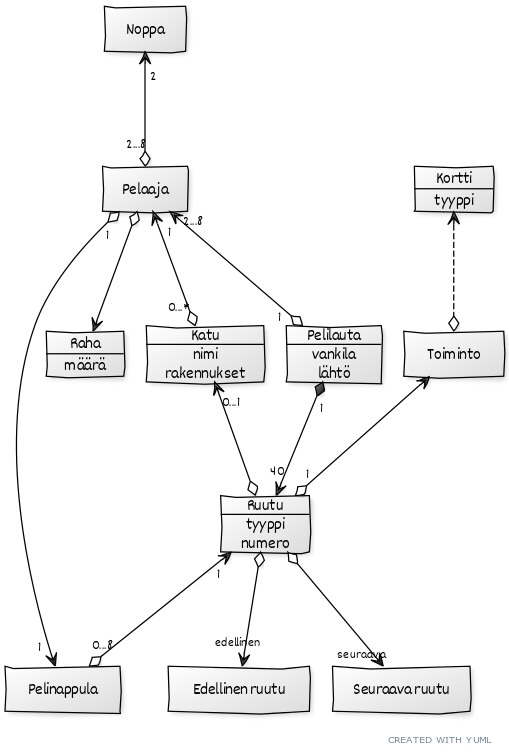 Noppa
2
2...8
Pelaaja
Kortti
tyyppi
1
1
2...8
0...*
1
Raha
määrä
Katu
nimi
rakennukset
Pelilauta
vankila
lähtö
Toiminto
0...1
1
40
1
Ruutu
tyyppi
numero
1
0...8
1
edellinen
seuraava
Pelinappula
Edellinen ruutu
Seuraava ruutu
CREATED WITH YUML